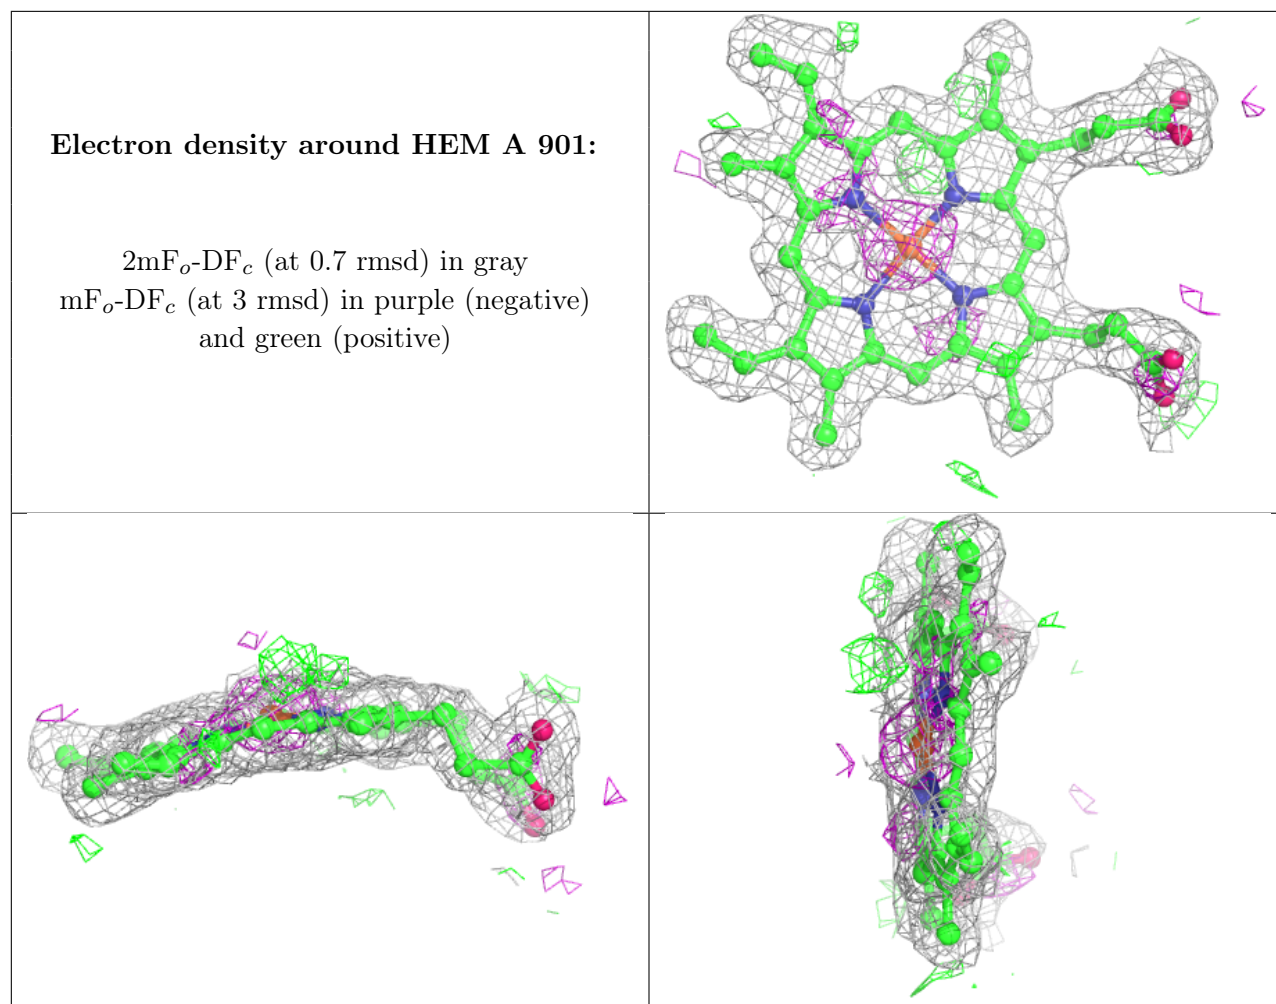 Electron density around HEM A 901:
2mFₒ-DF𝒸 (at 0.7 rmsd) in gray
mFₒ-DF𝒸 (at 3 rmsd) in purple (negative)
and green (positive)